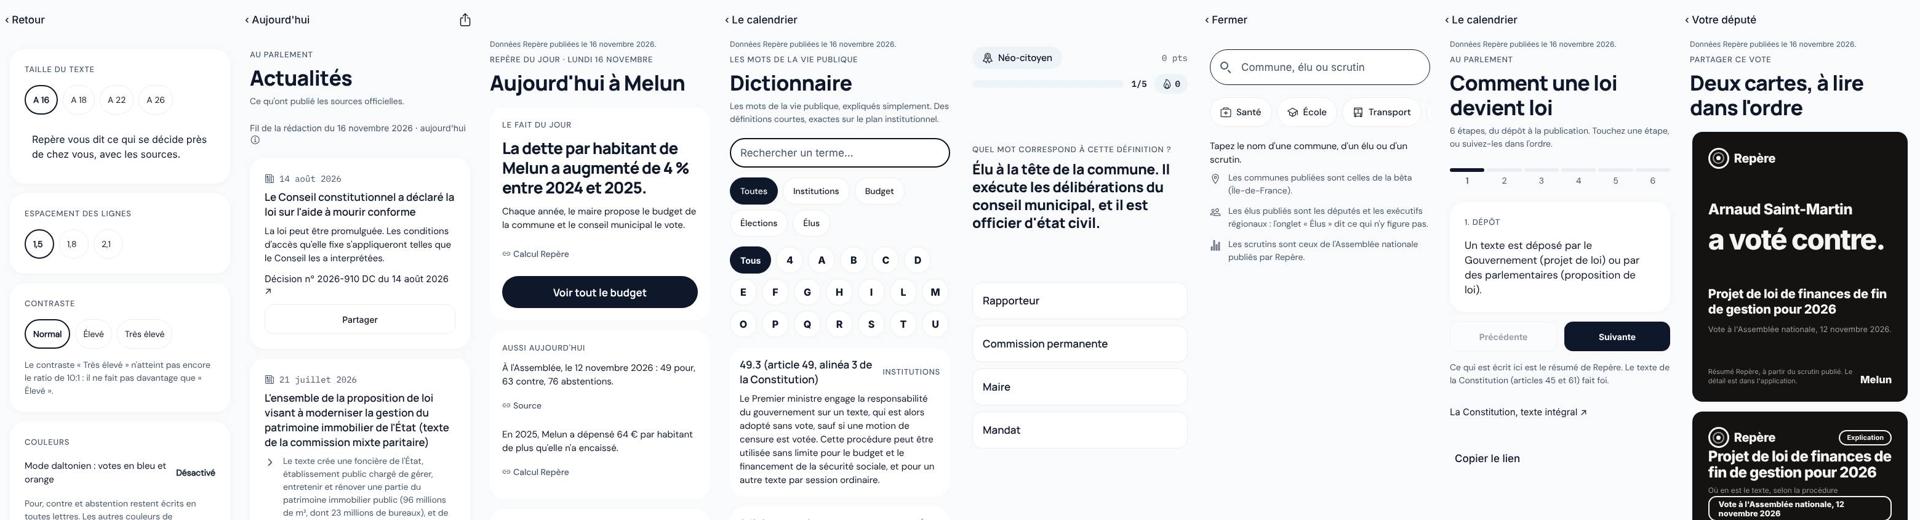 ‹ Retour
TAILLE DU TEXTE
A 16
A 18
A 22
A 26
Repère vous dit ce qui se décide près
de chez vous, avec les sources.
ESPACEMENT DES LIGNES
1,5
1,8
2,1
CONTRASTE
Normal
Élevé
Très élevé
Le contraste « Très élevé » n'atteint pas encore
le ratio de 10:1 : il ne fait pas davantage que «
Élevé ».
COULEURS
Mode daltonien : votes en bleu et
orange
Désactivé
Pour, contre et abstention restent écrits en
toutes lettres. Les autres couleurs de
‹ Aujourd'hui
AU PARLEMENT
Actualités
Ce qu'ont publié les sources officielles.
Fil de la rédaction du 16 novembre 2026 · aujourd'hui
14 août 2026
Le Conseil constitutionnel a déclaré la
loi sur l'aide à mourir conforme
La loi peut être promulguée. Les conditions
d'accès qu'elle fixe s'appliqueront telles que
le Conseil les a interprétées.
Décision n° 2026-910 DC du 14 août 2026
↗
Partager
21 juillet 2026
L'ensemble de la proposition de loi
visant à moderniser la gestion du
patrimoine immobilier de l'État (texte
de la commission mixte paritaire)
Le texte crée une foncière de l'État,
établissement public chargé de gérer,
entretenir et rénover une partie du
patrimoine immobilier public (96 millions
de m², dont 23 millions de bureaux), et de
Données Repère publiées le 16 novembre 2026.
REPÈRE DU JOUR · LUNDI 16 NOVEMBRE
Aujourd'hui à Melun
LE FAIT DU JOUR
La dette par habitant de
Melun a augmenté de 4 %
entre 2024 et 2025.
Chaque année, le maire propose le budget de
la commune et le conseil municipal le vote.
Calcul Repère
Voir tout le budget
AUSSI AUJOURD'HUI
À l'Assemblée, le 12 novembre 2026 : 49 pour,
63 contre, 76 abstentions.
Source
En 2025, Melun a dépensé 64 € par habitant
de plus qu'elle n'a encaissé.
Calcul Repère
‹ Le calendrier
Données Repère publiées le 16 novembre 2026.
LES MOTS DE LA VIE PUBLIQUE
Dictionnaire
Les mots de la vie publique, expliqués simplement. Des
définitions courtes, exactes sur le plan institutionnel.
Rechercher un terme...
Toutes
Institutions
Budget
Élections
Élus
Tous
4
A
B
C
D
E
F
G
H
I
L
M
O
P
Q
R
S
T
U
49.3 (article 49, alinéa 3 de
la Constitution)
INSTITUTIONS
Le Premier ministre engage la responsabilité
du gouvernement sur un texte, qui est alors
adopté sans vote, sauf si une motion de
censure est votée. Cette procédure peut être
utilisée sans limite pour le budget et le
financement de la sécurité sociale, et pour un
autre texte par session ordinaire.
Néo-citoyen
0 pts
1/5
0
QUEL MOT CORRESPOND À CETTE DÉFINITION ?
Élu à la tête de la commune. Il
exécute les délibérations du
conseil municipal, et il est
officier d'état civil.
Rapporteur
Commission permanente
Maire
Mandat
‹ Fermer
Commune, élu ou scrutin
Santé
École
Transport
Tapez le nom d'une commune, d'un élu ou d'un
scrutin.
Les communes publiées sont celles de la bêta
(Île-de-France).
Les élus publiés sont les députés et les exécutifs
régionaux : l'onglet « Élus » dit ce qui n'y figure pas.
Les scrutins sont ceux de l'Assemblée nationale
publiés par Repère.
‹ Le calendrier
Données Repère publiées le 16 novembre 2026.
AU PARLEMENT
Comment une loi
devient loi
6 étapes, du dépôt à la publication. Touchez une étape,
ou suivez-les dans l'ordre.
1
2
3
4
5
6
1. DÉPÔT
Un texte est déposé par le
Gouvernement (projet de loi) ou par
des parlementaires (proposition de
loi).
Précédente
Suivante
Ce qui est écrit ici est le résumé de Repère. Le texte de
la Constitution (articles 45 et 61) fait foi.
La Constitution, texte intégral ↗
Copier le lien
‹ Votre député
Données Repère publiées le 16 novembre 2026.
PARTAGER CE VOTE
Deux cartes, à lire
dans l'ordre
Repère
Arnaud Saint-Martin
a voté contre.
Projet de loi de finances de fin
de gestion pour 2026
Vote à l'Assemblée nationale, 12 novembre 2026.
Résumé Repère, à partir du scrutin publié. Le
détail est dans l'application.
Melun
Repère
Explication
Projet de loi de finances de
fin de gestion pour 2026
Où en est le texte, selon la procédure
Vote à l'Assemblée nationale, 12
novembre 2026